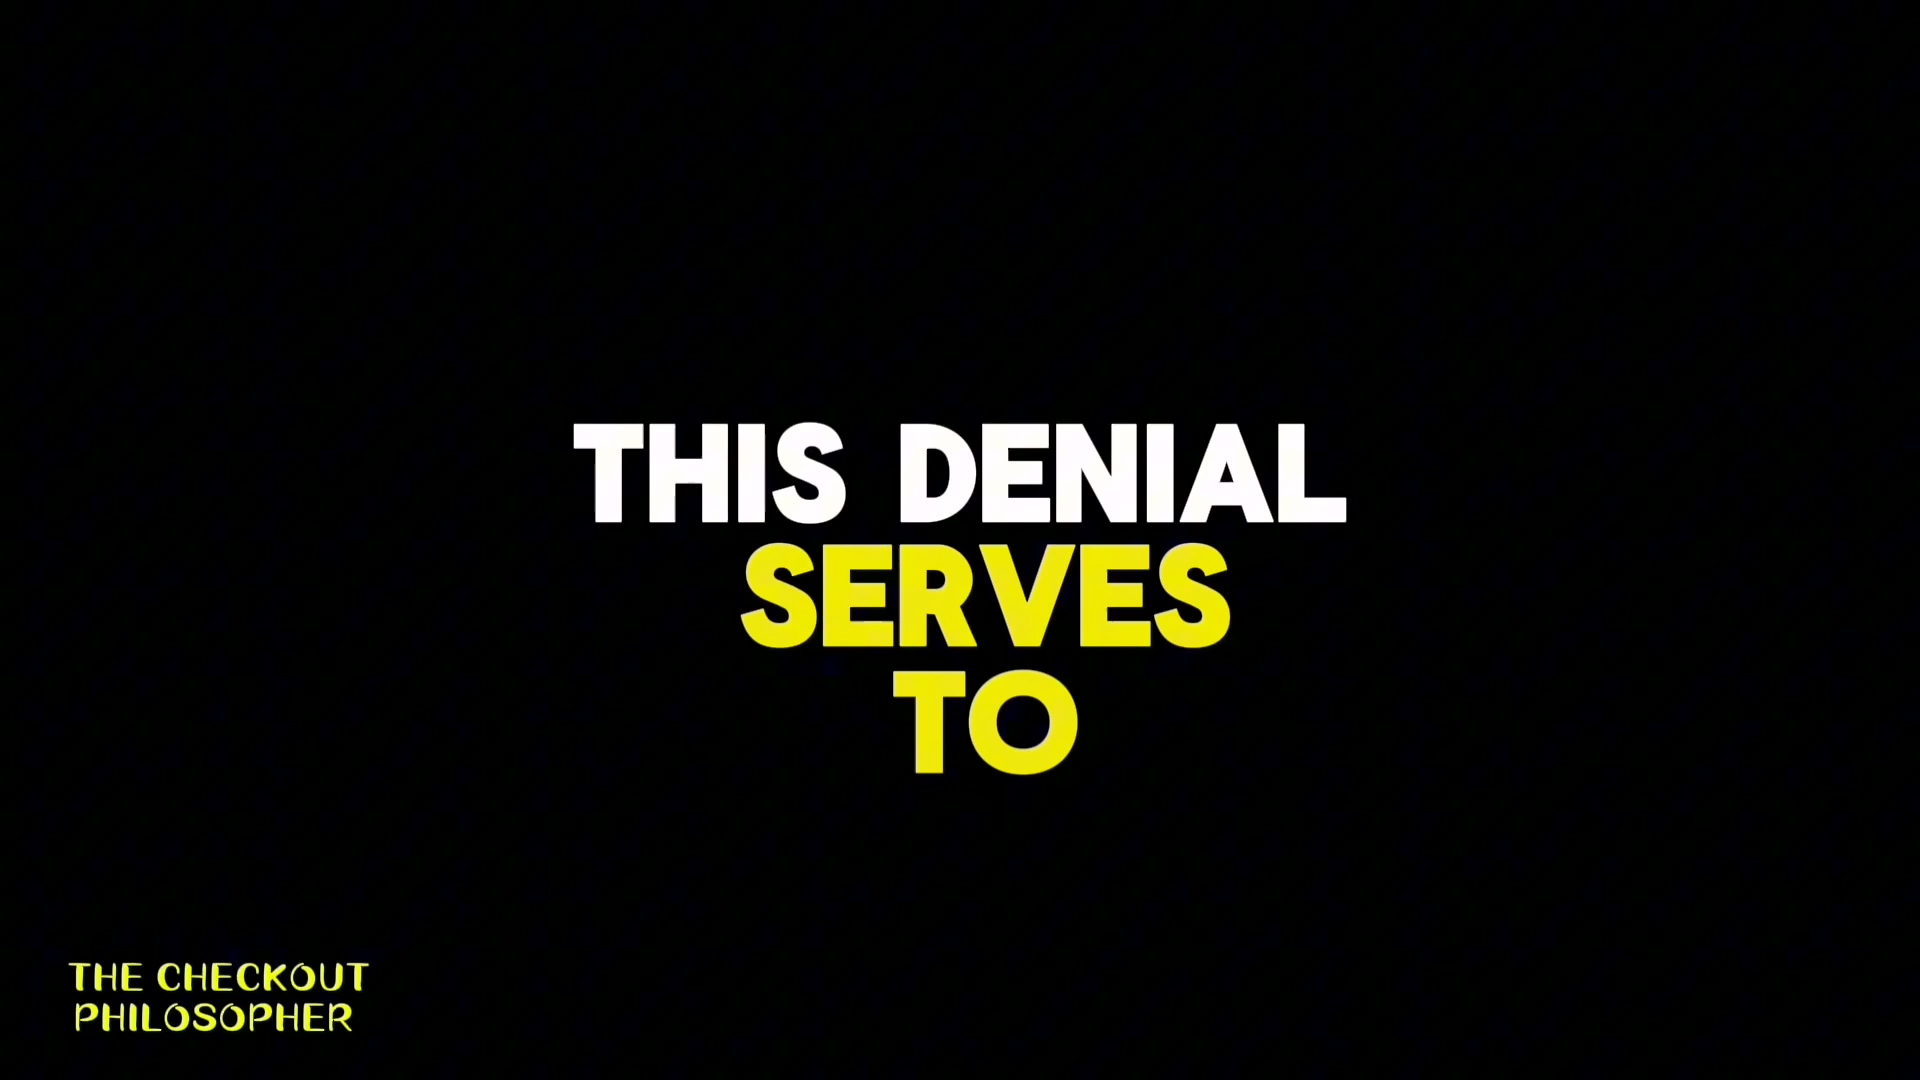 THIS DENIAL
SERVES
TO
THE CHECKOUT
PHILOSOPHER